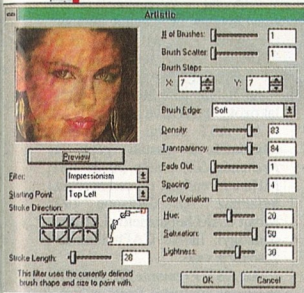 Artistic
# of Brushes: 1
Brush Scatter: 1
Brush Steps
X: 7 Y: 7
Brush Edge: Soft
Density: 83
Transparency: 84
Fade Out: 1
Spacing: 4
Color Variation
Hue: 20
Saturation: 50
Lightness: 30
Preview
Filter: Impressionists
Starting Point: Top Left
Stroke Direction:
Stroke Length: 28
This filter uses the currently defined
brush shape and size to paint with.
OK Cancel